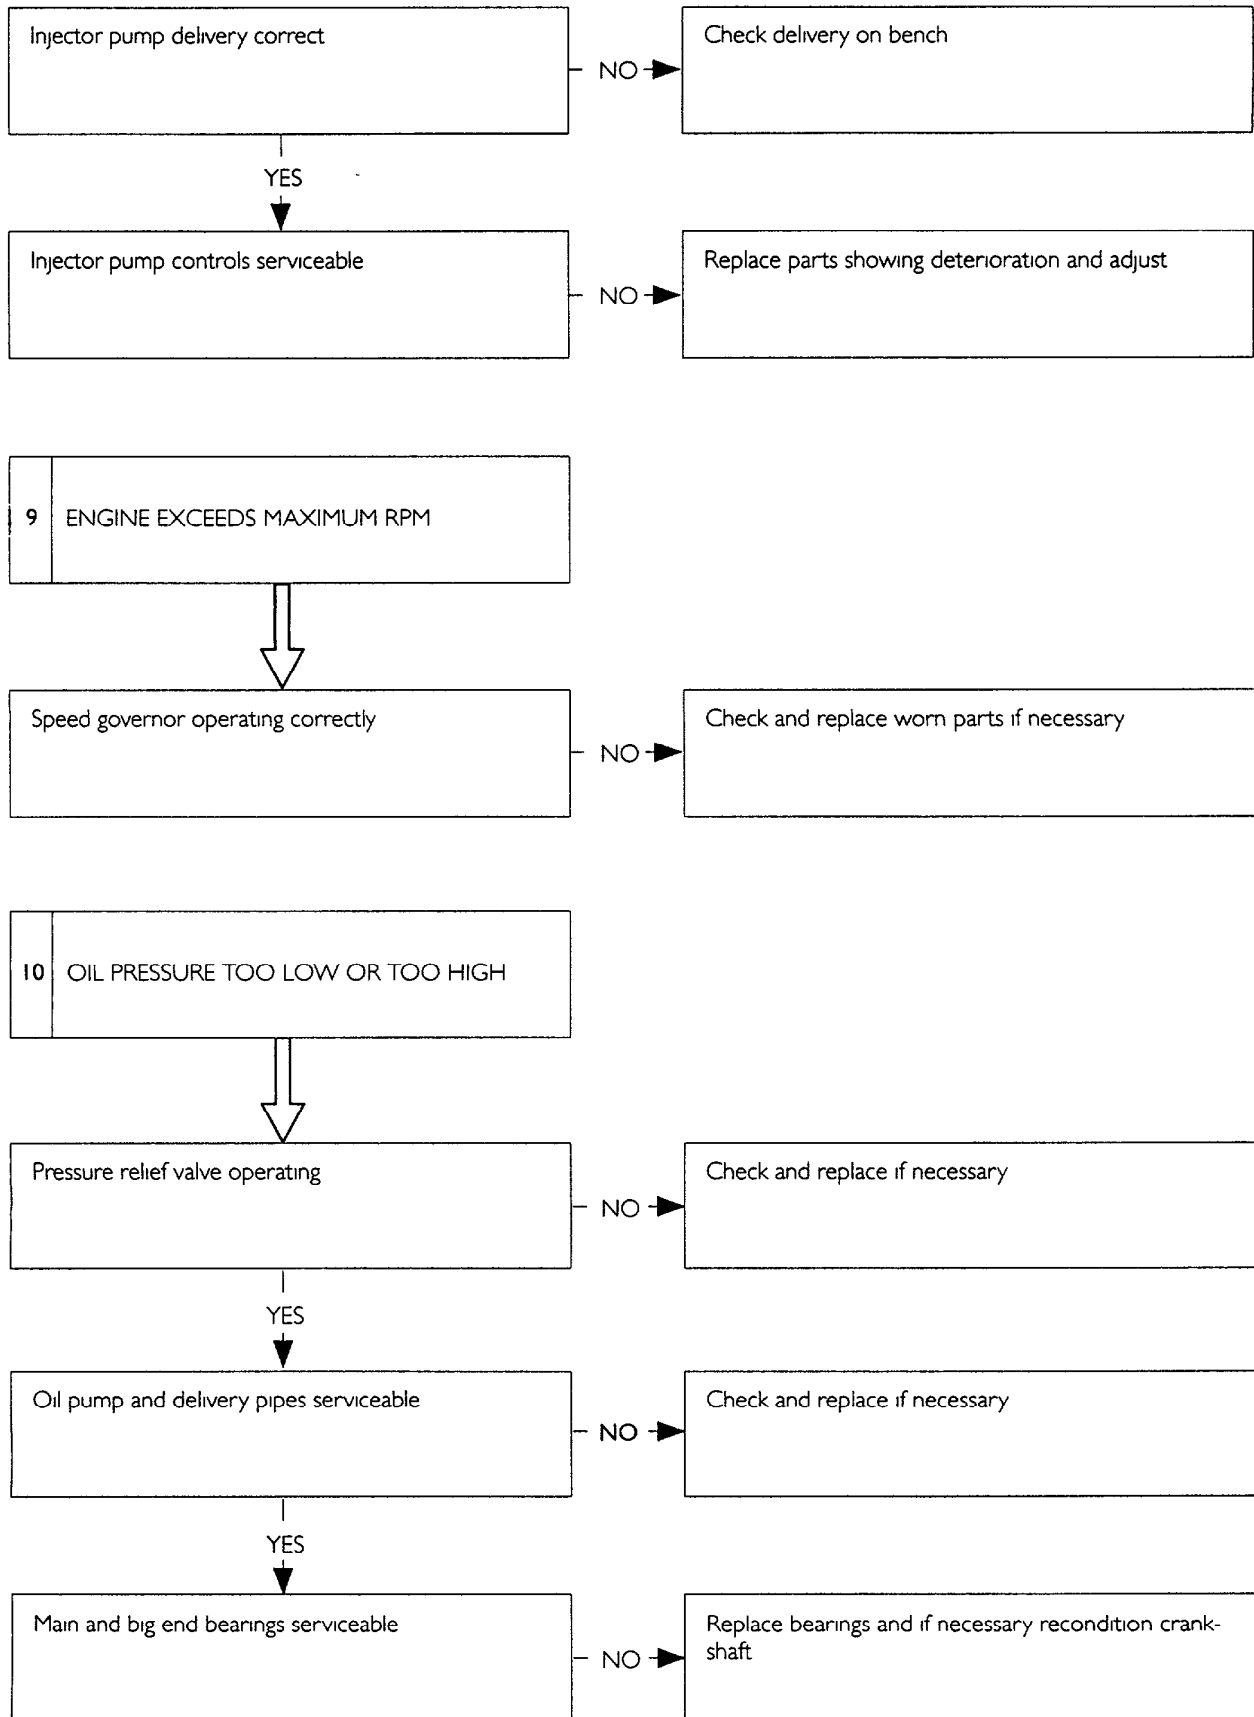 Injector pump delivery correct
NO
Check delivery on bench
YES
Injector pump controls serviceable
NO
Replace parts showing deterioration and adjust
9 ENGINE EXCEEDS MAXIMUM RPM
Speed governor operating correctly
NO
Check and replace worn parts if necessary
10 OIL PRESSURE TOO LOW OR TOO HIGH
Pressure relief valve operating
NO
Check and replace if necessary
YES
Oil pump and delivery pipes serviceable
NO
Check and replace if necessary
YES
Main and big end bearings serviceable
NO
Replace bearings and if necessary recondition crank-
shaft